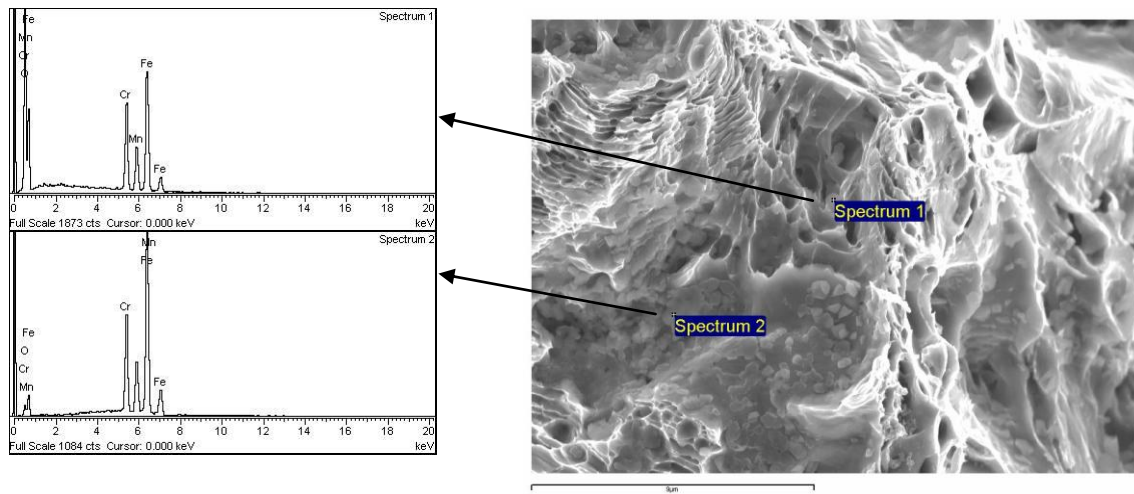 Spectrum 1
Fe
Mn
Cr
O
Cr
Mn
Fe
Fe
0 2 4 6 8 10 12 14 16 18 20
Full Scale 1873 cts Cursor: 0.000 keV keV
Spectrum 2
Mn
Fe
Cr
Fe
O
Cr
Mn
Fe
0 2 4 6 8 10 12 14 16 18 20
Full Scale 1084 cts Cursor: 0.000 keV keV
Spectrum 1
Spectrum 2
9µm